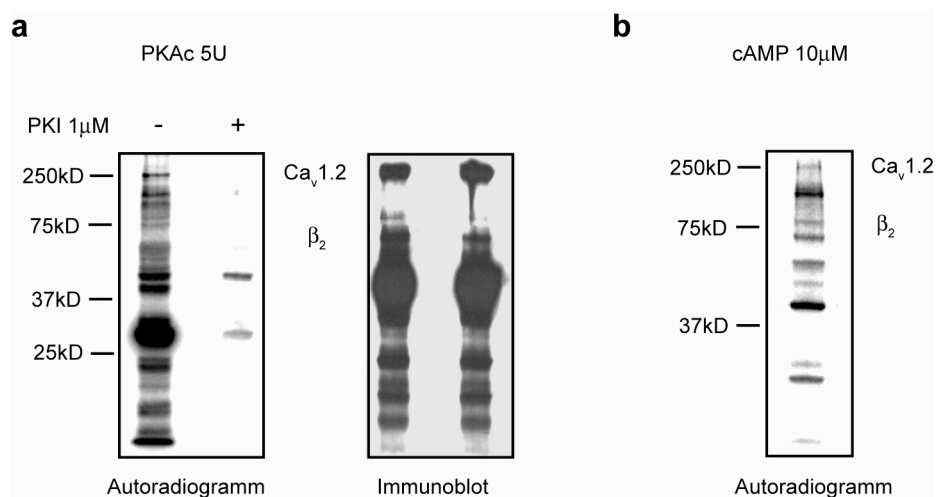 a
PKAc 5U
PKI 1μM - +
250kD
75kD
37kD
25kD
Cav1.2
β2
Autoradiogramm
Immunoblot
b
cAMP 10μM
250kD
75kD
37kD
Cav1.2
β2
Autoradiogramm